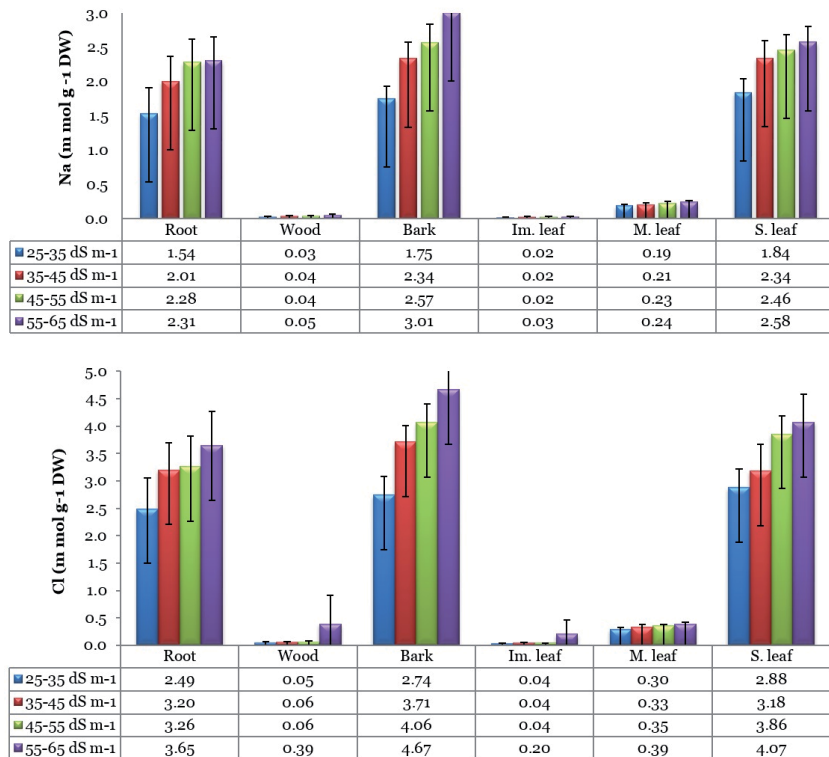 Na (m mol g -1 DW)
3.0
2.5
2.0
1.5
1.0
0.5
0.0
Root Wood Bark Im. leaf M. leaf S. leaf
25-35 dS m-1 1.54 0.03 1.75 0.02 0.19 1.84
35-45 dS m-1 2.01 0.04 2.34 0.02 0.21 2.34
45-55 dS m-1 2.28 0.04 2.57 0.02 0.23 2.46
55-65 dS m-1 2.31 0.05 3.01 0.03 0.24 2.58
Cl (m mol g-1 DW)
5.0
4.5
4.0
3.5
3.0
2.5
2.0
1.5
1.0
0.5
0.0
Root Wood Bark Im. leaf M. leaf S. leaf
25-35 dS m-1 2.49 0.05 2.74 0.04 0.30 2.88
35-45 dS m-1 3.20 0.06 3.71 0.04 0.33 3.18
45-55 dS m-1 3.26 0.06 4.06 0.04 0.35 3.86
55-65 dS m-1 3.65 0.39 4.67 0.20 0.39 4.07